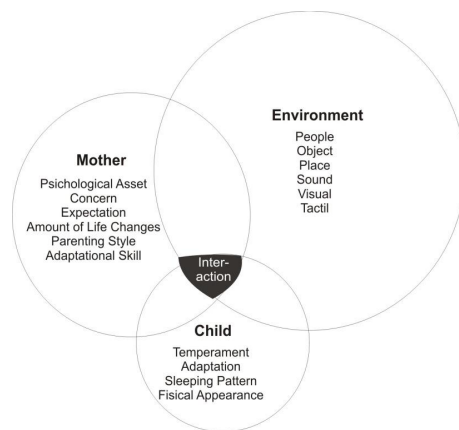 Environment
People
Object
Place
Sound
Visual
Tactil
Mother
Psichological Asset
Concern
Expectation
Amount of Life Changes
Parenting Style
Adaptational Skill
Inter-
action
Child
Temperament
Adaptation
Sleeping Pattern
Fisical Appearance